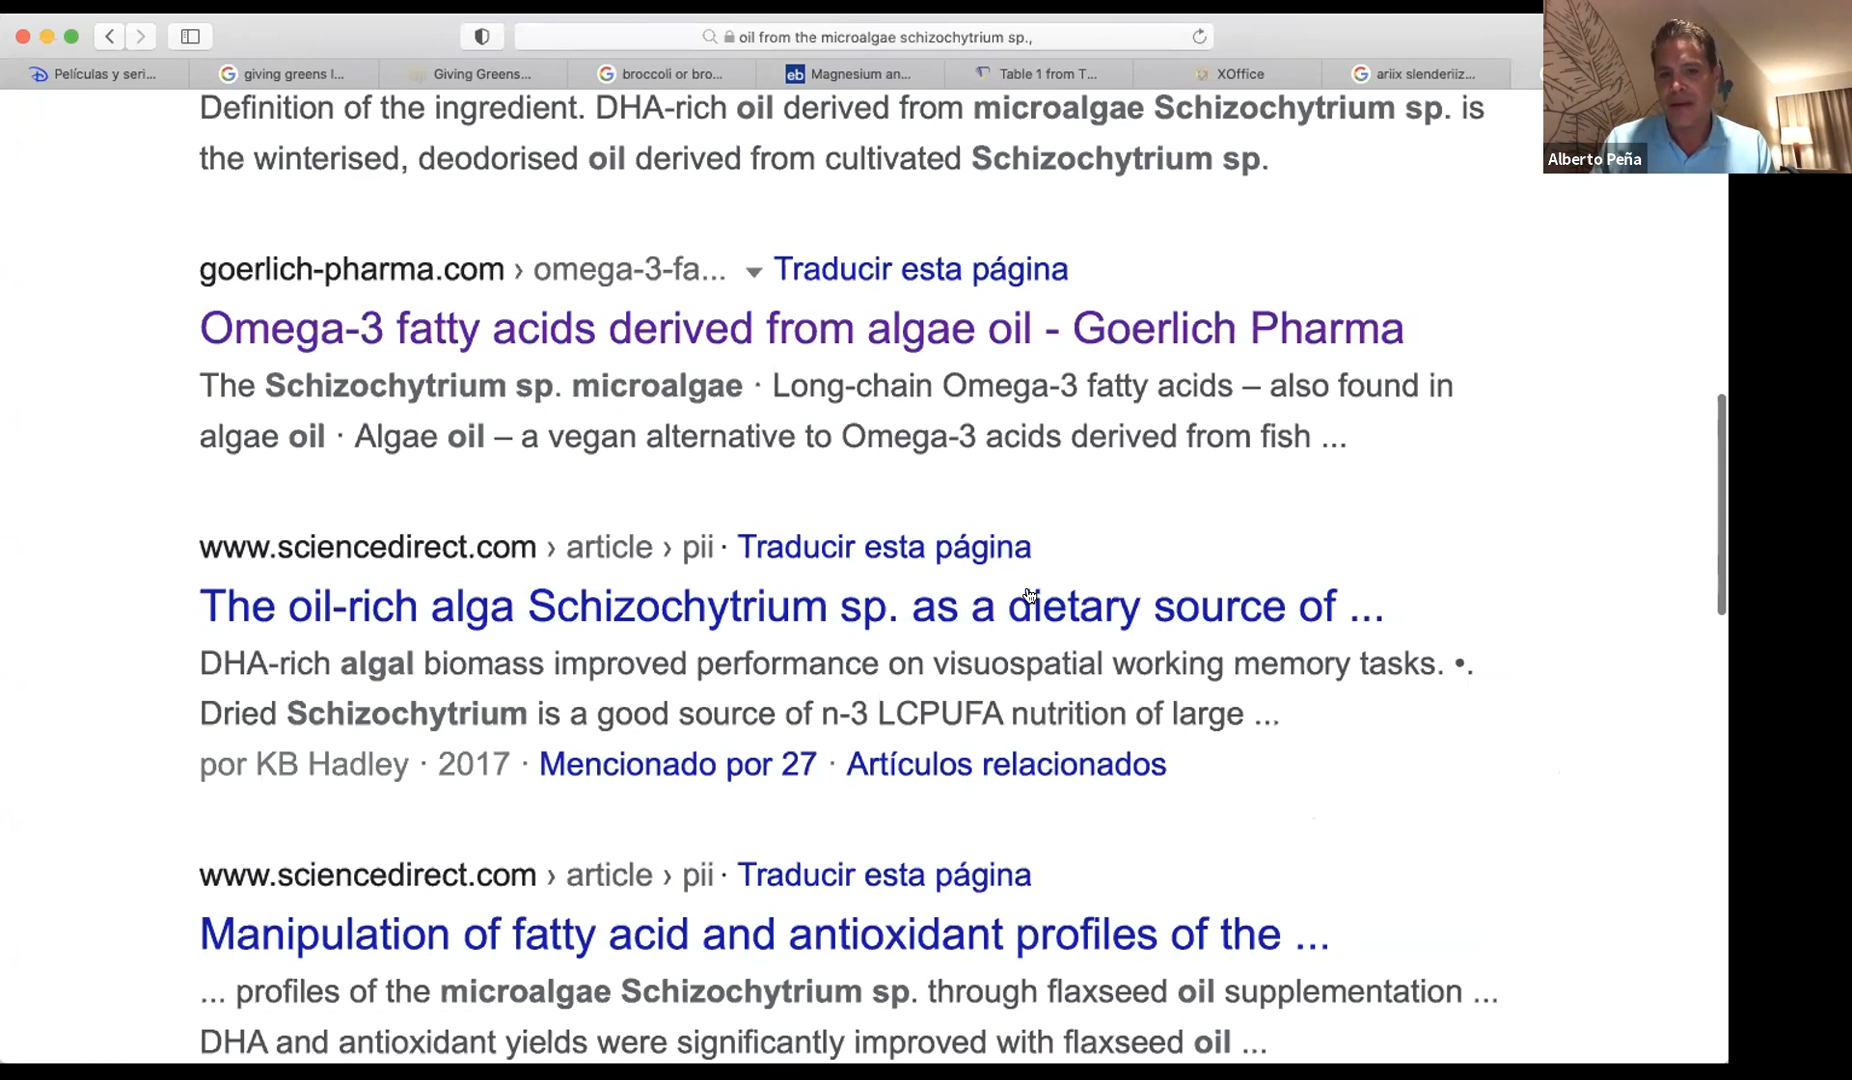 oil from the microalgae schizochytrium sp.,
Películas y seri...
giving greens l...
Giving Greens...
broccoli or bro...
eb Magnesium an...
Table 1 from T...
XOffice
ariix slenderiiz...
Alberto Peña
Definition of the ingredient. DHA-rich oil derived from microalgae Schizochytrium sp. is
the winterised, deodorised oil derived from cultivated Schizochytrium sp.
goerlich-pharma.com › omega-3-fa... Traducir esta página
Omega-3 fatty acids derived from algae oil - Goerlich Pharma
The Schizochytrium sp. microalgae · Long-chain Omega-3 fatty acids – also found in
algae oil · Algae oil – a vegan alternative to Omega-3 acids derived from fish ...
www.sciencedirect.com › article › pii · Traducir esta página
The oil-rich alga Schizochytrium sp. as a dietary source of ...
DHA-rich algal biomass improved performance on visuospatial working memory tasks. •.
Dried Schizochytrium is a good source of n-3 LCPUFA nutrition of large ...
por KB Hadley · 2017 · Mencionado por 27 · Artículos relacionados
www.sciencedirect.com › article › pii · Traducir esta página
Manipulation of fatty acid and antioxidant profiles of the ...
... profiles of the microalgae Schizochytrium sp. through flaxseed oil supplementation ...
DHA and antioxidant yields were significantly improved with flaxseed oil ...